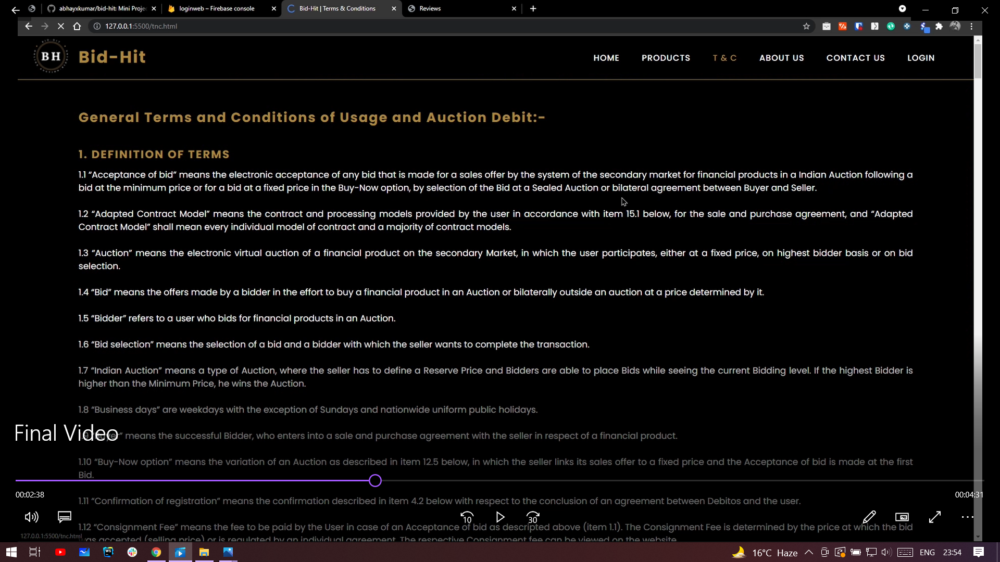 abhayxkumar/bid-hit: Mini Proje
loginweb – Firebase console
Bid-Hit | Terms & Conditions
Reviews
127.0.0.1:5500/tnc.html
BH
Bid-Hit
HOME
PRODUCTS
T & C
ABOUT US
CONTACT US
LOGIN
General Terms and Conditions of Usage and Auction Debit:-
1. DEFINITION OF TERMS
1.1 “Acceptance of bid” means the electronic acceptance of any bid that is made for a sales offer by the system of the secondary market for financial products in a Indian Auction following a
bid at the minimum price or for a bid at a fixed price in the Buy-Now option, by selection of the Bid at a Sealed Auction or bilateral agreement between Buyer and Seller.
1.2 “Adapted Contract Model” means the contract and processing models provided by the user in accordance with item 15.1 below, for the sale and purchase agreement, and “Adapted
Contract Model” shall mean every individual model of contract and a majority of contract models.
1.3 “Auction” means the electronic virtual auction of a financial product on the secondary Market, in which the user participates, either at a fixed price, on highest bidder basis or on bid
selection.
1.4 “Bid” means the offers made by a bidder in the effort to buy a financial product in an Auction or bilaterally outside an auction at a price determined by it.
1.5 “Bidder” refers to a user who bids for financial products in an Auction.
1.6 “Bid selection” means the selection of a bid and a bidder with which the seller wants to complete the transaction.
1.7 “Indian Auction” means a type of Auction, where the seller has to define a Reserve Price and Bidders are able to place Bids while seeing the current Bidding level. If the highest Bidder is
higher than the Minimum Price, he wins the Auction.
1.8 “Business days” are weekdays with the exception of Sundays and nationwide uniform public holidays.
Final Video
means the successful Bidder, who enters into a sale and purchase agreement with the seller in respect of a financial product.
1.10 “Buy-Now option” means the variation of an Auction as described in item 12.5 below, in which the seller links its sales offer to a fixed price and the Acceptance of bid is made at the first
Bid.
00:02:38
00:04:31
1.11 “Confirmation of registration” means the confirmation described in item 4.2 below with respect to the conclusion of an agreement between Debitos and the user.
10
30
1.12 “Consignment Fee” means the fee to be paid by the User in case of an Acceptance of bid as descripted above (item 1.1). The Consignment Fee is determined by the price at which the bid
127.0.0.1:5500/tnc.html
was accepted (selling price) or is regulated by an individual agreement. The respective Consignment fee can be viewed on the website.
WS
16°C Haze
ENG
23:54